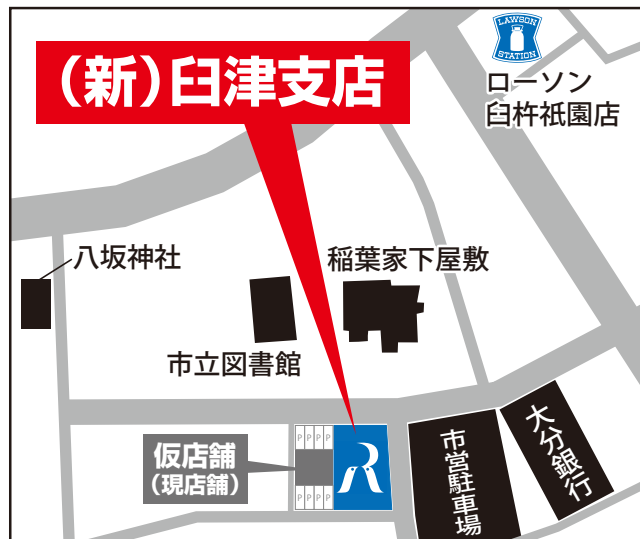 LAWSON
STATION
ローソン
臼杵祇園店
（新）臼津支店
八坂神社
稲葉家下屋敷
市立図書館
仮店舗
（現店舗）
P P P P
P P P P
R
市営駐車場
大分銀行